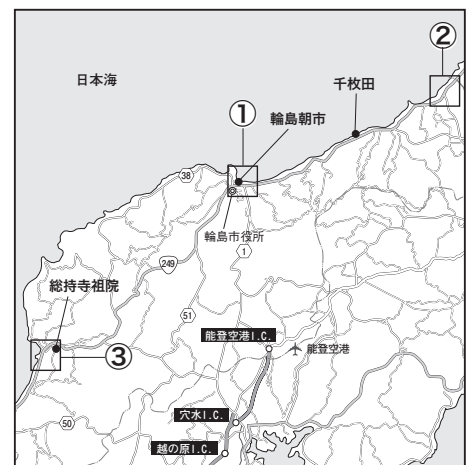 ②
日本海
千枚田
①
輪島朝市
38
輪島市役所
1
249
総持寺祖院
51
能登空港I.C.
能登空港
③
穴水I.C.
50
越の原I.C.